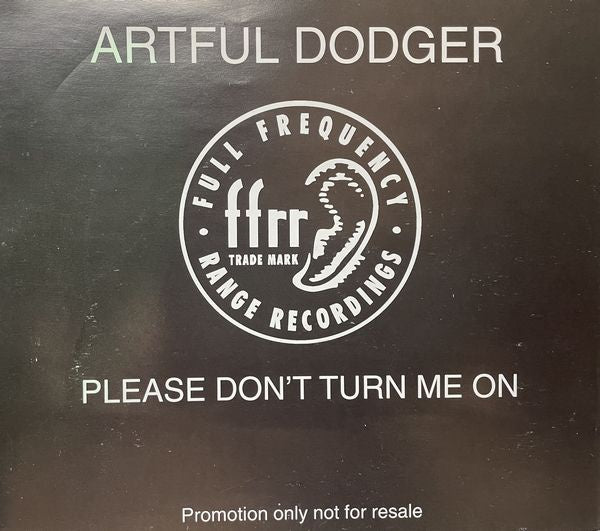 ARTFUL DODGER
FULL FREQUENCY
ffrr
TRADE MARK
RANGE RECORDINGS
PLEASE DON'T TURN ME ON
Promotion only not for resale